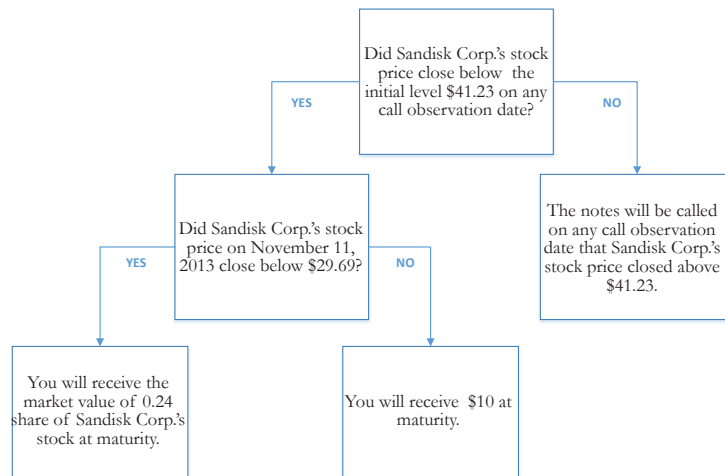 Did Sandisk Corp.'s stock
price close below the
initial level $41.23 on any
call observation date?
YES
NO
Did Sandisk Corp.'s stock
price on November 11,
2013 close below $29.69?
The notes will be called
on any call observation
date that Sandisk Corp.'s
stock price closed above
$41.23.
YES
NO
You will receive the
market value of 0.24
share of Sandisk Corp.'s
stock at maturity.
You will receive $10 at
maturity.